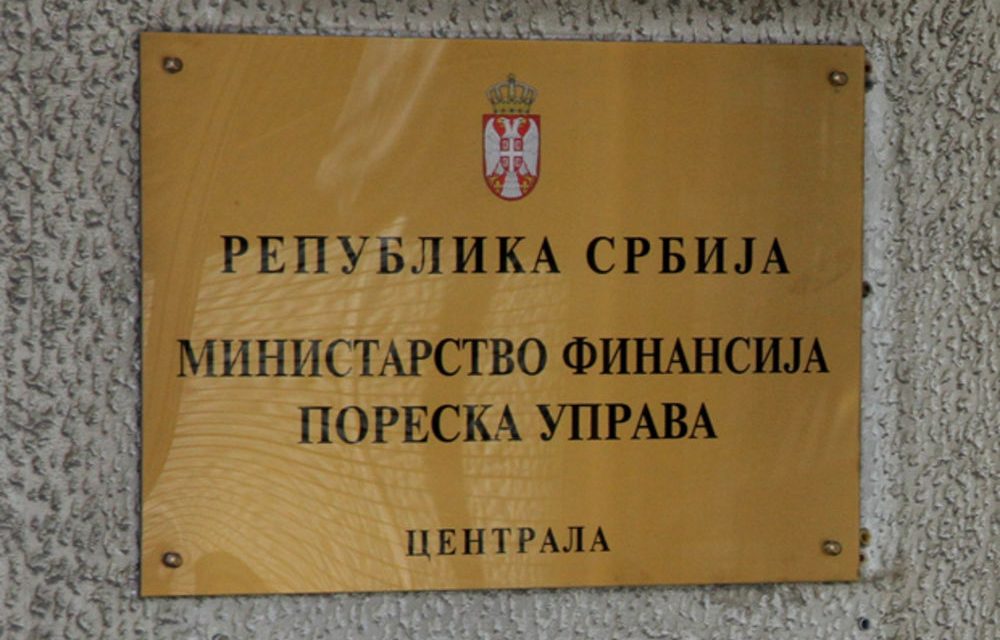 РЕПУБЛИКА СРБИЈА
МИНИСТАРСТВО ФИНАНСИЈА
ПОРЕСКА УПРАВА
ЦЕНТРАЛА